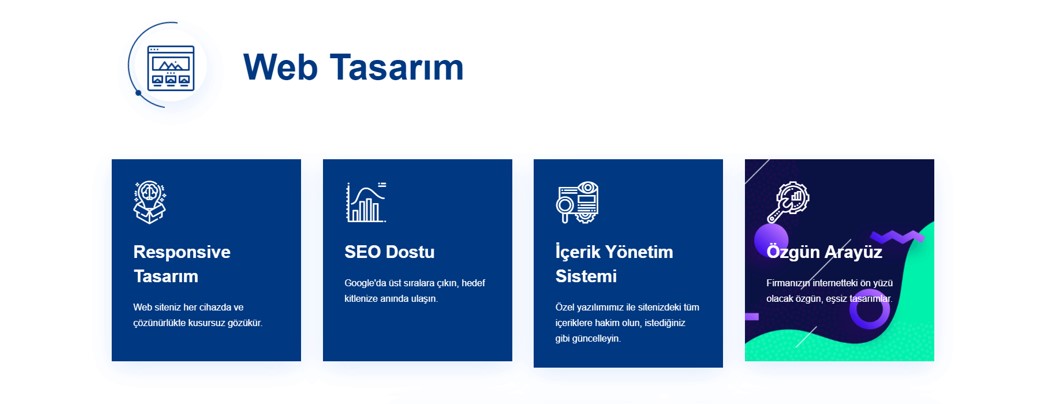 Web Tasarım
Responsive
Tasarım
Web siteniz her cihazda ve
çözünürlükte kusursuz gözükür.
SEO Dostu
Google'da üst sıralara çıkın, hedef
kitlenize anında ulaşın.
İçerik Yönetim
Sistemi
Özel yazılımımız ile sitenizdeki tüm
içeriklere hakim olun, istediğiniz
gibi güncelleyin.
Özgün Arayüz
Firmanızın internetteki ön yüzü
olacak özgün, eşsiz tasarımlar.